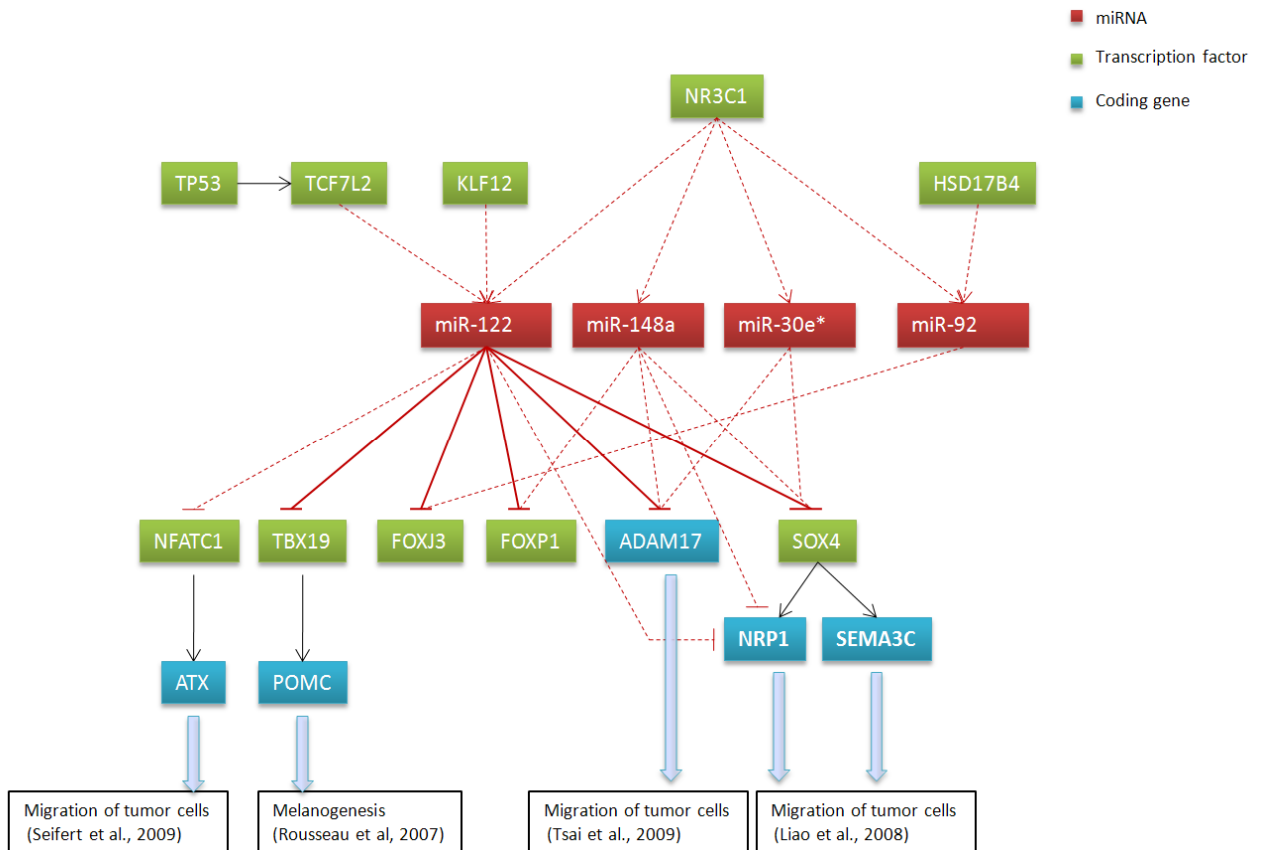 miRNA
Transcription factor
Coding gene
NR3C1
TP53
TCF7L2
KLF12
HSD17B4
miR-122
miR-148a
miR-30e*
miR-92
NFATC1
TBX19
FOXJ3
FOXP1
ADAM17
SOX4
NRP1
SEMA3C
ATX
POMC
Migration of tumor cells
(Seifert et al., 2009)
Melanogenesis
(Rousseau et al, 2007)
Migration of tumor cells
(Tsai et al., 2009)
Migration of tumor cells
(Liao et al., 2008)